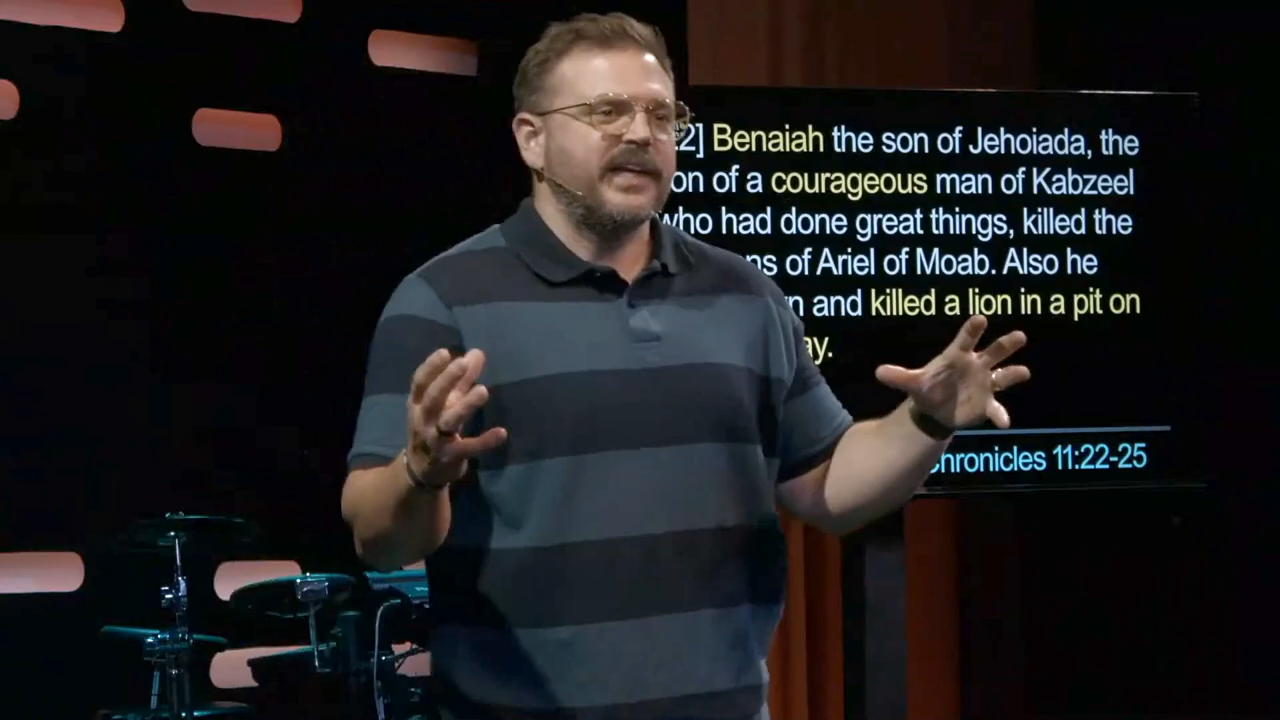 2] Benaiah the son of Jehoiada, the
on of a courageous man of Kabzeel
who had done great things, killed the
ns of Ariel of Moab. Also he
n and killed a lion in a pit on
ay.
Chronicles 11:22-25